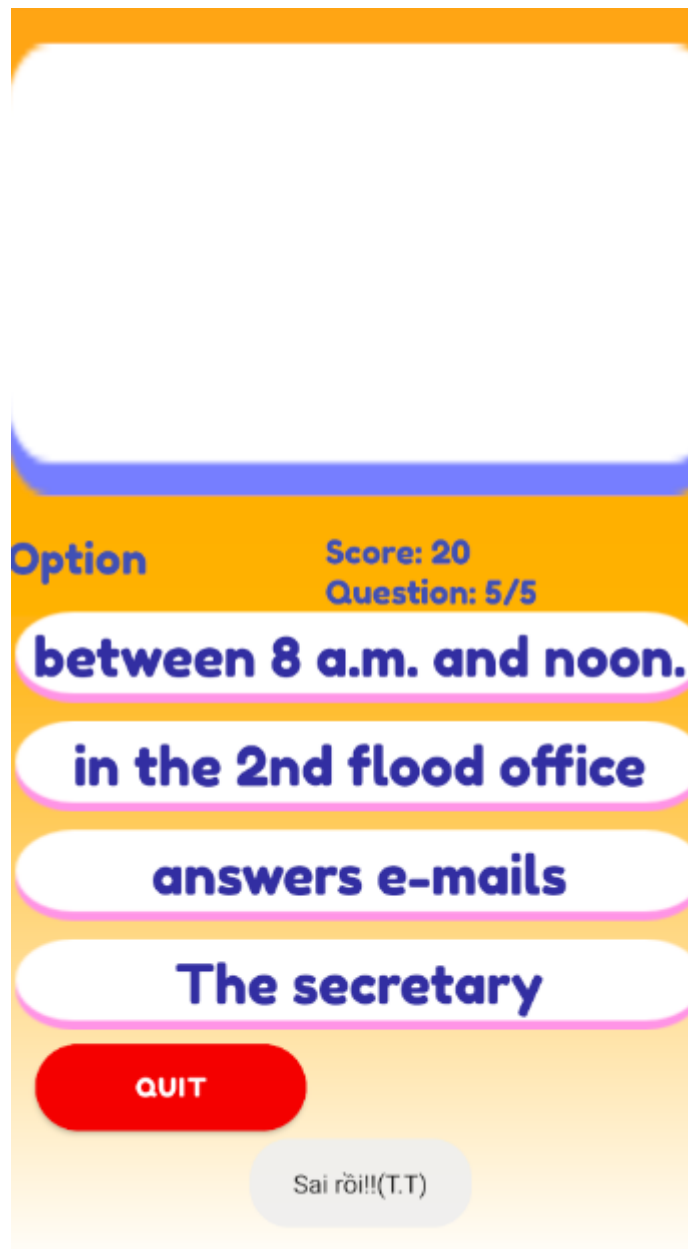 Option
Score: 20
Question: 5/5
between 8 a.m. and noon.
in the 2nd flood office
answers e-mails
The secretary
QUIT
Sai rồi!!(T.T)